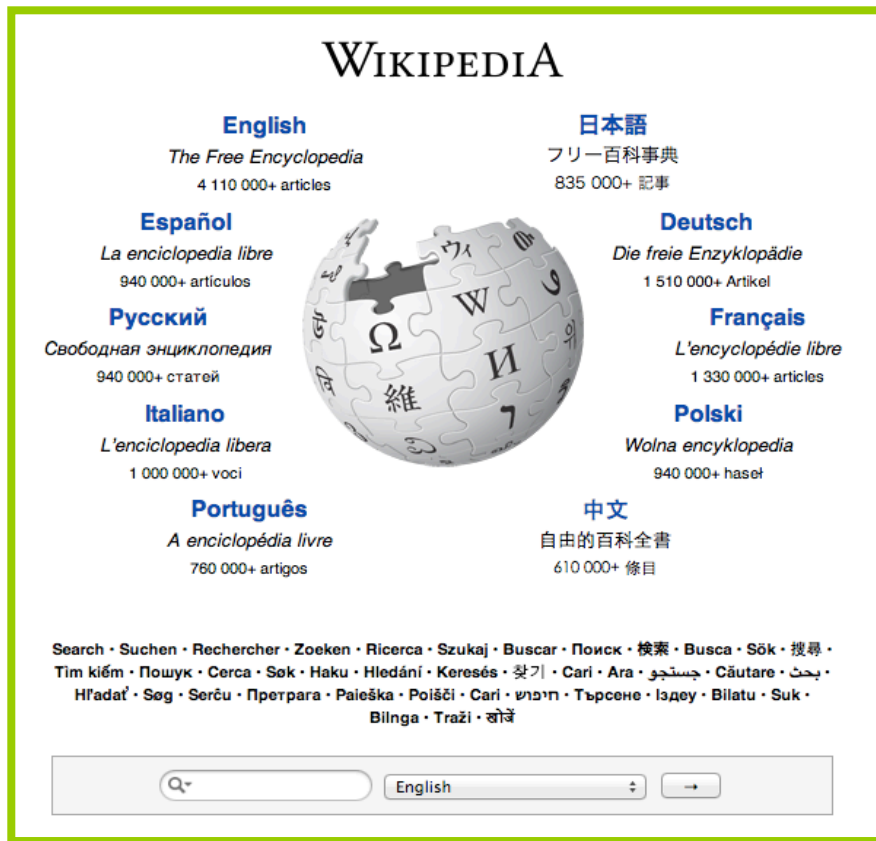 WIKIPEDIA
English
The Free Encyclopedia
4 110 000+ articles
日本語
フリー百科事典
835 000+ 記事
Español
La enciclopedia libre
940 000+ artículos
Deutsch
Die freie Enzyklopädie
1 510 000+ Artikel
Русский
Свободная энциклопедия
940 000+ статей
Français
L'encyclopédie libre
1 330 000+ articles
Italiano
L'enciclopedia libera
1 000 000+ voci
Polski
Wolna encyklopedia
940 000+ haseł
Português
A enciclopédia livre
760 000+ artigos
中文
自由的百科全書
610 000+ 條目
ウィ
W
Ω
И
위
維
Search · Suchen · Rechercher · Zoeken · Ricerca · Szukaj · Buscar · Поиск · 検索 · Busca · Sök · 搜尋 ·
Tìm kiếm · Пошук · Cerca · Søk · Haku · Hledání · Keresés · 찾기 · Cari · Ara · جستجو · Căutare · بحث ·
Hľadať · Søg · Serĉu · Претрага · Paieška · Poišči · Cari · חיפוש · Търсене · Іздеу · Bilatu · Suk ·
Bilnga · Traži · खोजें
English
→